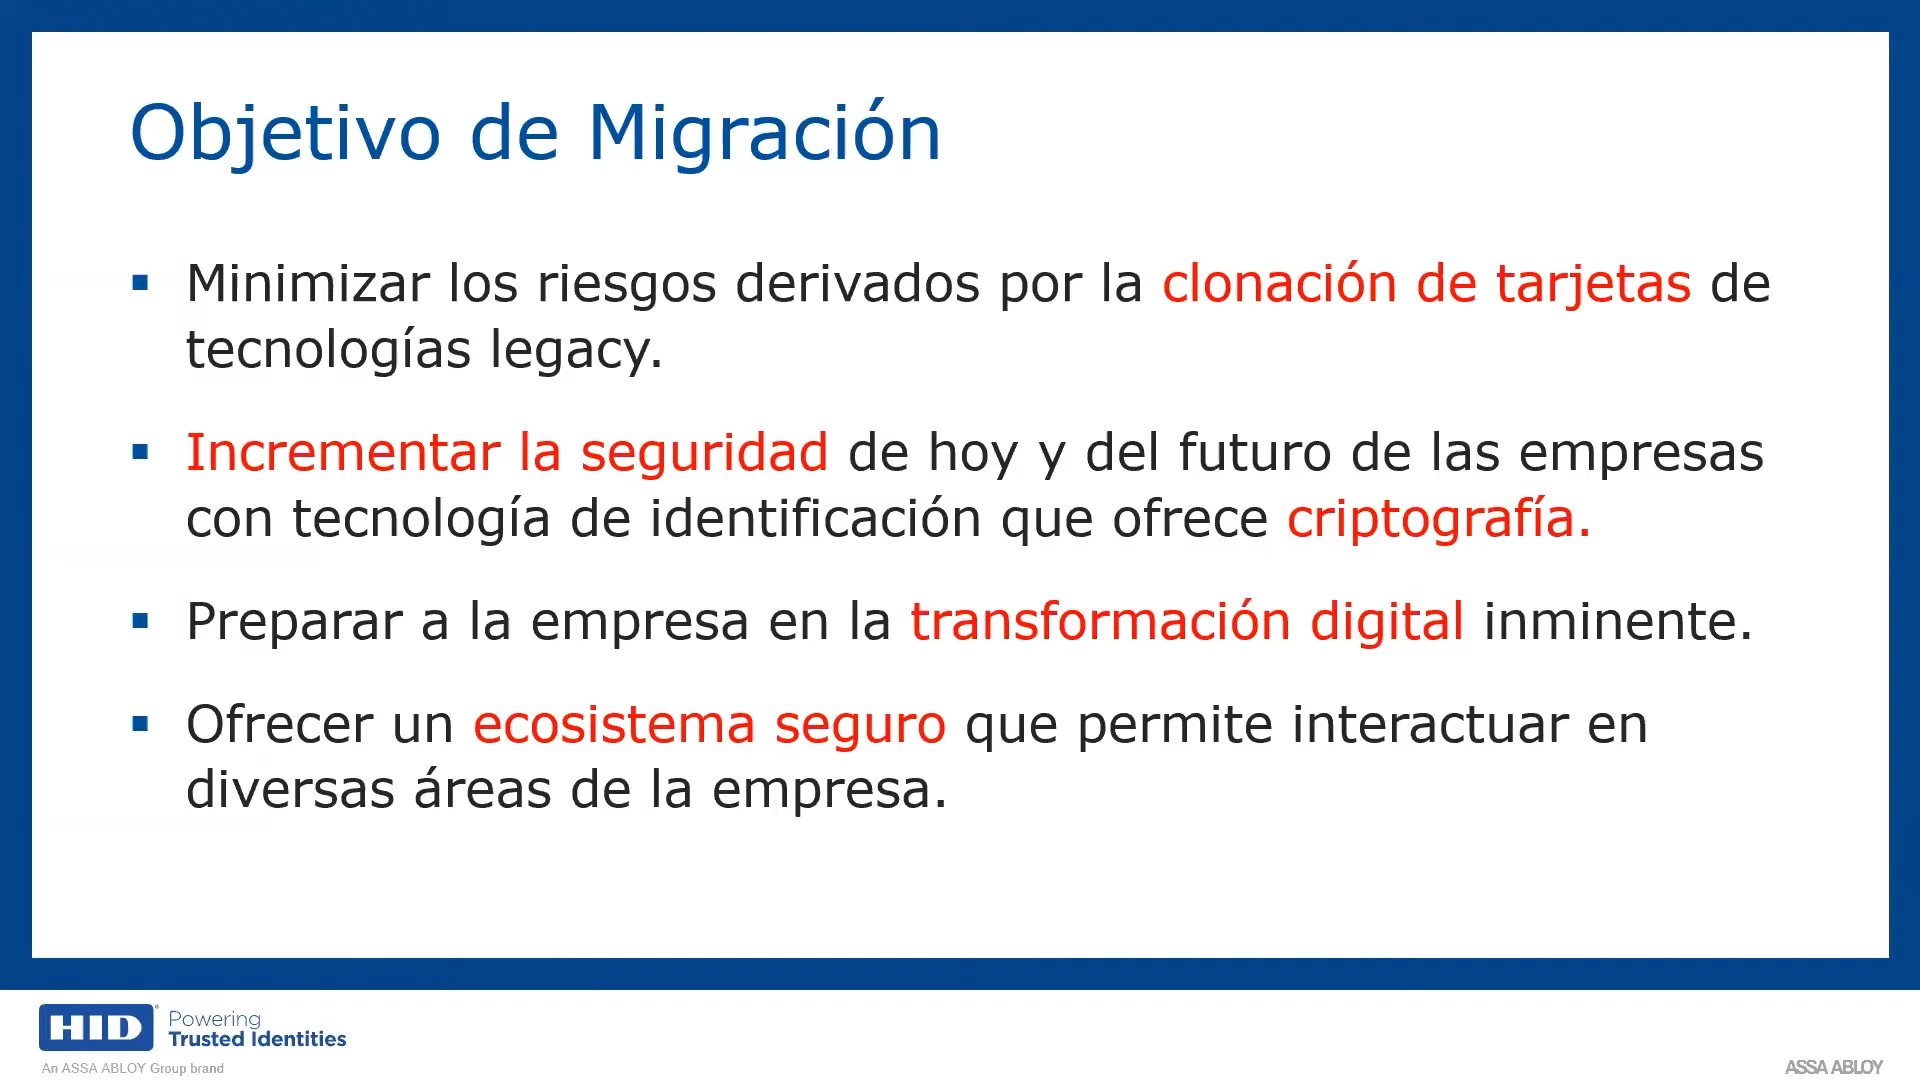 Objetivo de Migración
▪ Minimizar los riesgos derivados por la clonación de tarjetas de
tecnologías legacy.
▪ Incrementar la seguridad de hoy y del futuro de las empresas
con tecnología de identificación que ofrece criptografía.
▪ Preparar a la empresa en la transformación digital inminente.
▪ Ofrecer un ecosistema seguro que permite interactuar en
diversas áreas de la empresa.
HID®
Powering
Trusted Identities
An ASSA ABLOY Group brand
ASSA ABLOY